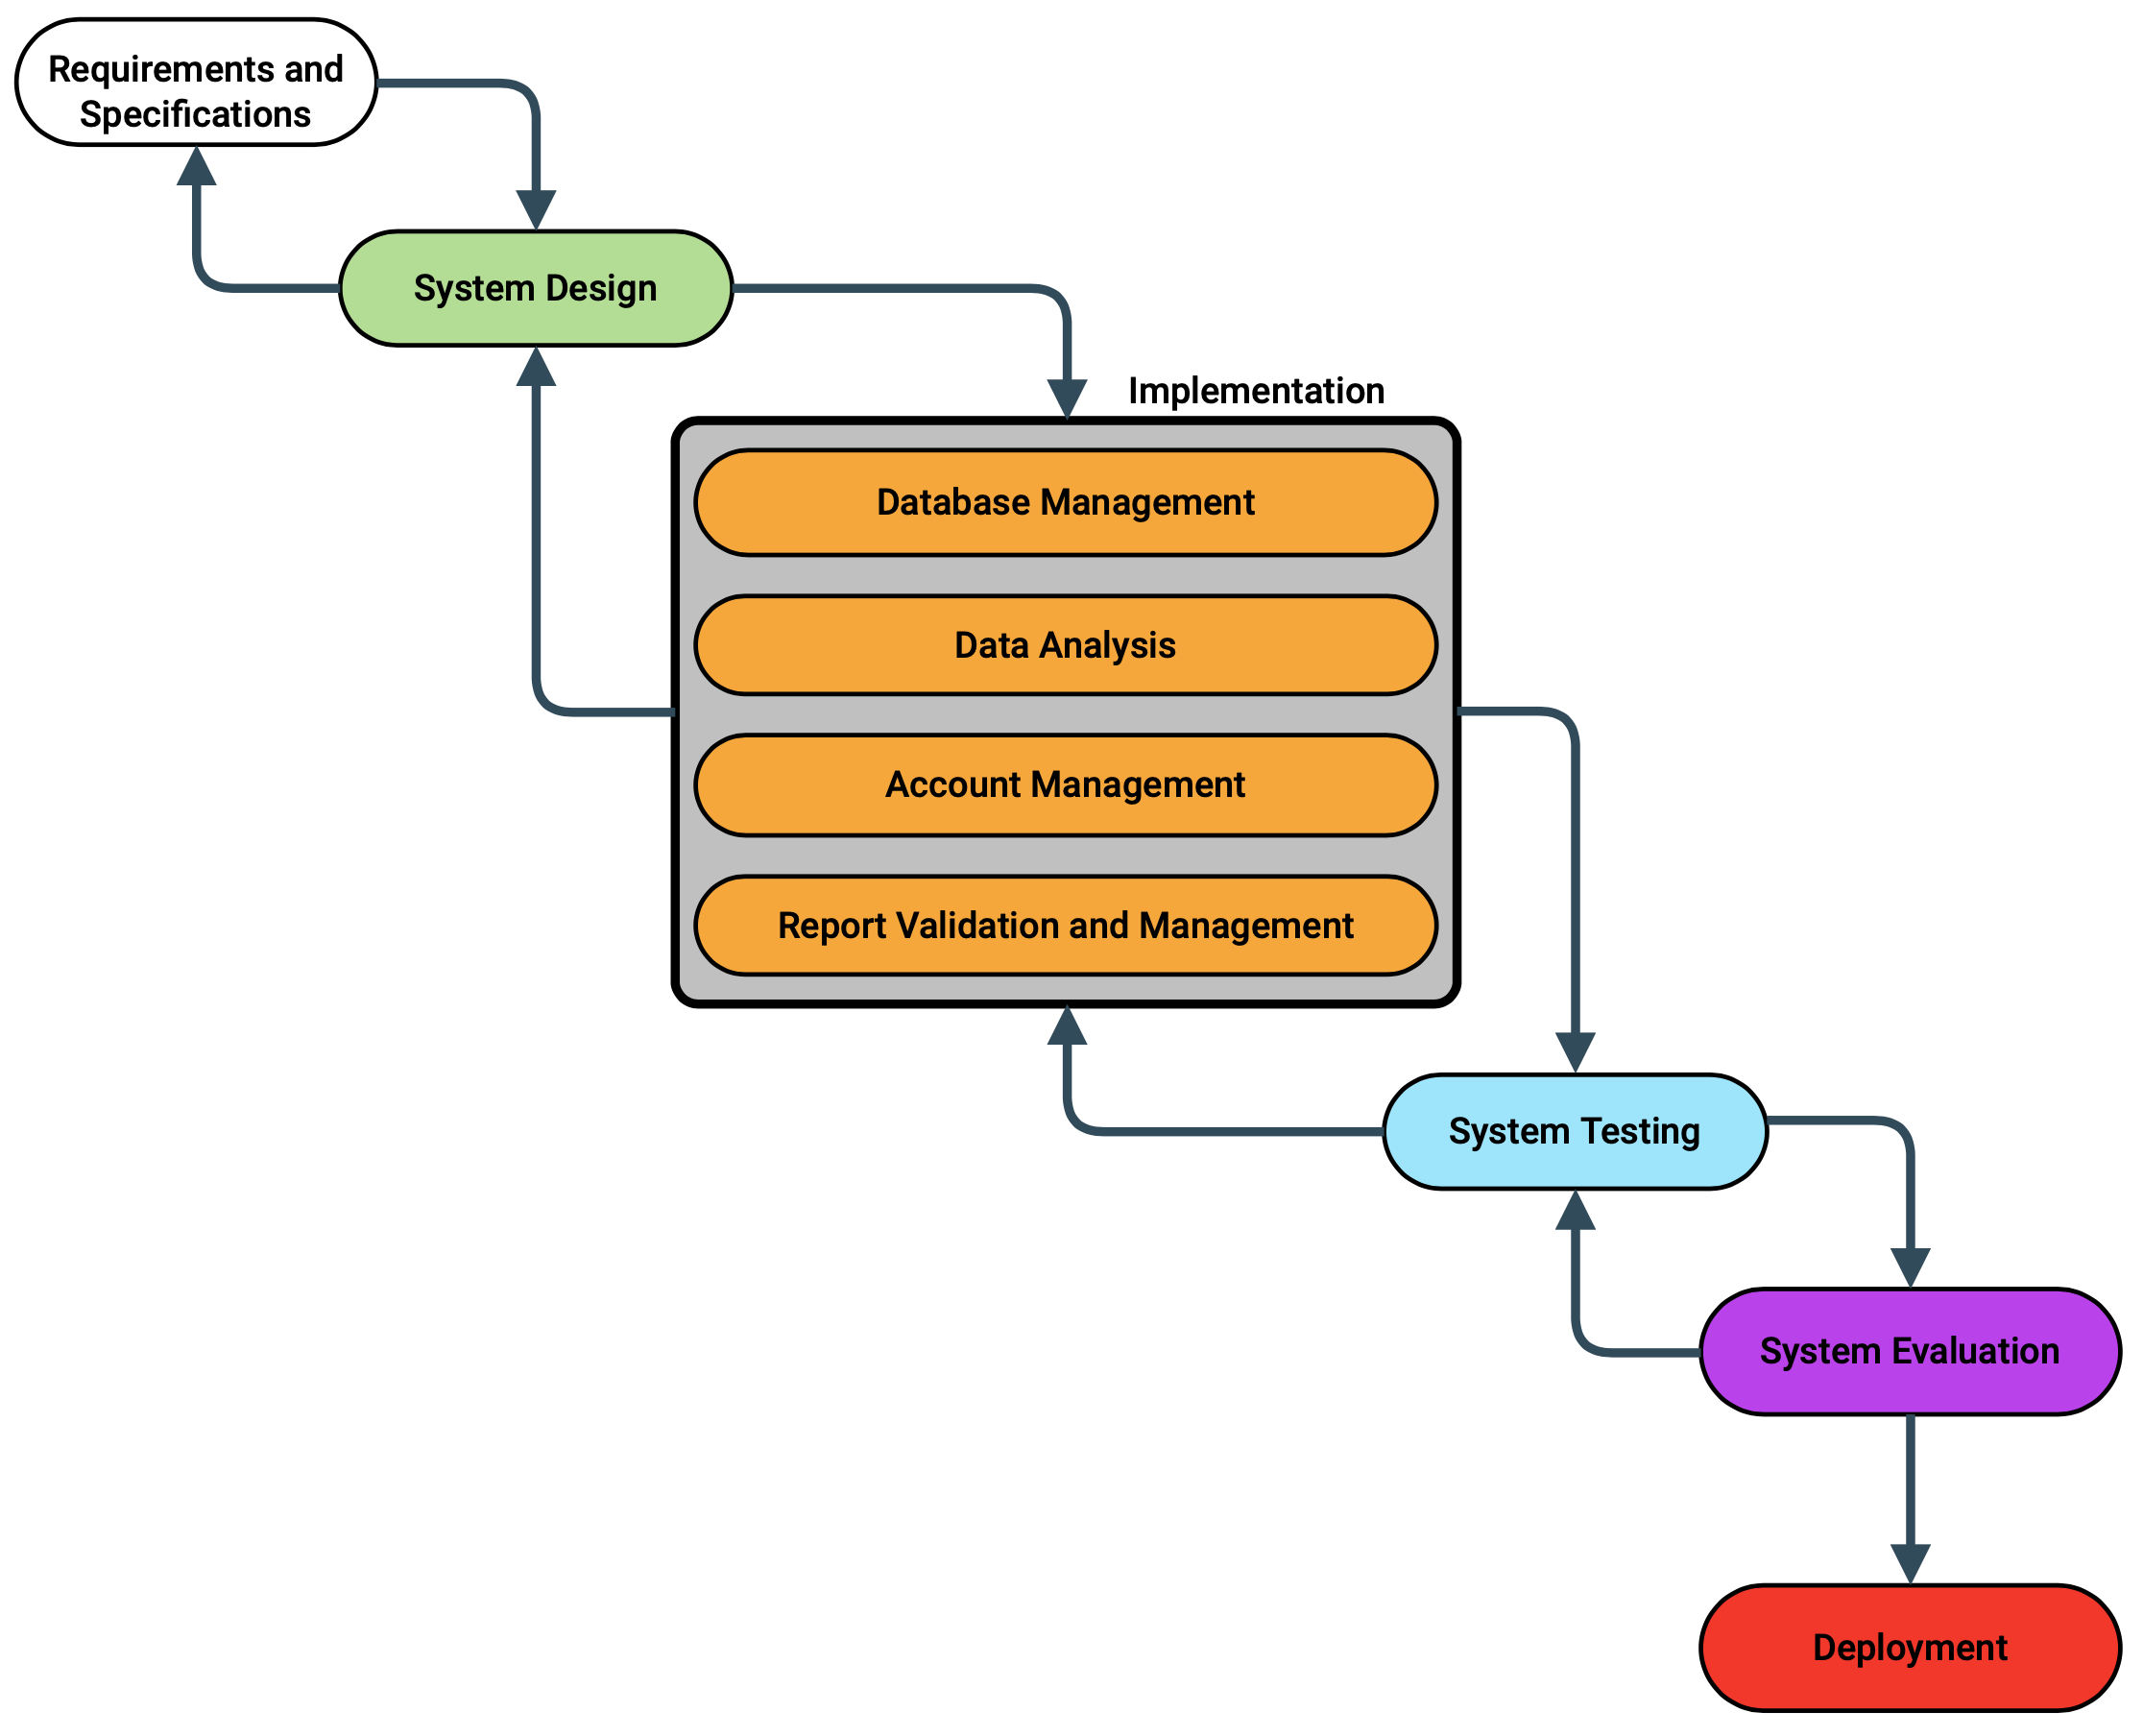 Requirements and
Specifications
System Design
Implementation
Database Management
Data Analysis
Account Management
Report Validation and Management
System Testing
System Evaluation
Deployment